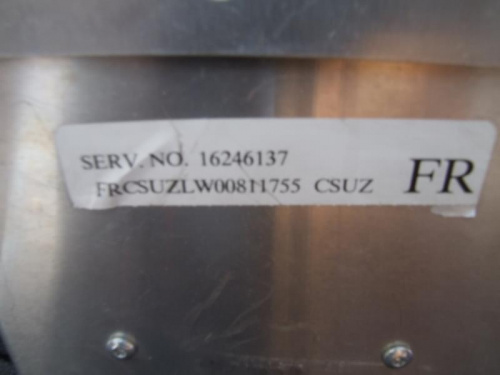 SERV. NO. 16246137
FRCSUZLW00811755 CSUZ FR